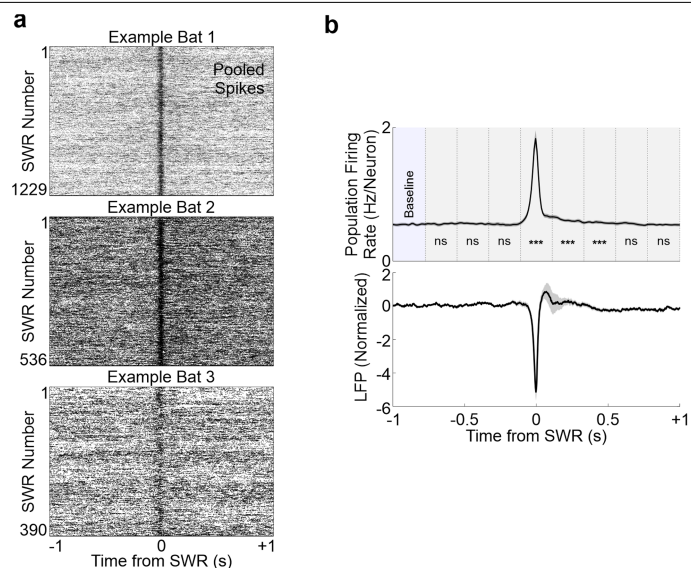 a
Example Bat 1
1
SWR Number
1229
Pooled
Spikes
Example Bat 2
1
SWR Number
536
Example Bat 3
1
SWR Number
390
-1 0 +1
Time from SWR (s)
b
2
Population Firing
Rate (Hz/Neuron)
0
Baseline
ns ns ns *** *** *** ns ns
2
0
-2
-4
-6
LFP (Normalized)
-1 -0.5 0 0.5 +1
Time from SWR (s)